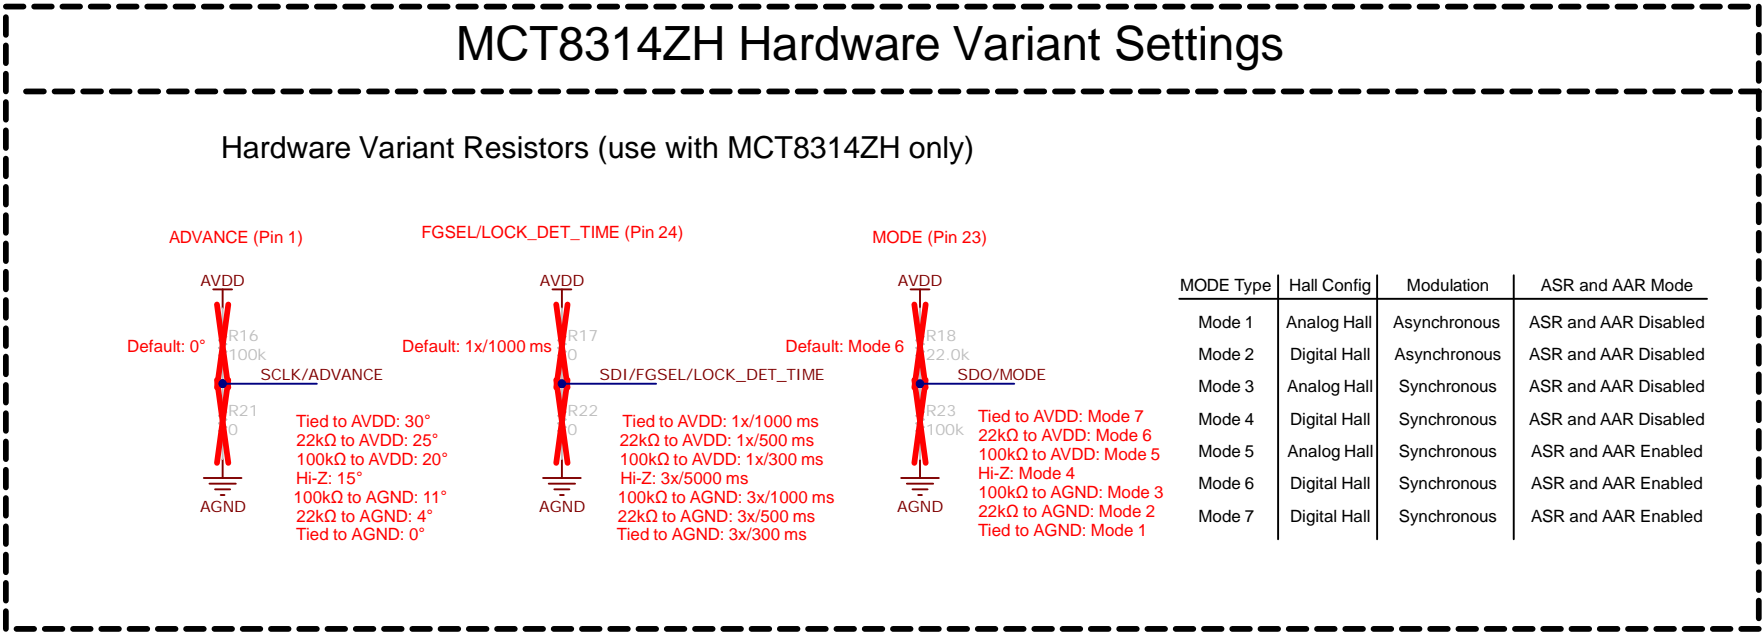 MCT8314ZH Hardware Variant Settings
Hardware Variant Resistors (use with MCT8314ZH only)
ADVANCE (Pin 1)
AVDD
R16
100k
Default: 0°
SCLK/ADVANCE
R21
0
AGND
Tied to AVDD: 30°
22kΩ to AVDD: 25°
100kΩ to AVDD: 20°
Hi-Z: 15°
100kΩ to AGND: 11°
22kΩ to AGND: 4°
Tied to AGND: 0°
FGSEL/LOCK_DET_TIME (Pin 24)
AVDD
R17
0
Default: 1x/1000 ms
SDI/FGSEL/LOCK_DET_TIME
R22
0
AGND
Tied to AVDD: 1x/1000 ms
22kΩ to AVDD: 1x/500 ms
100kΩ to AVDD: 1x/300 ms
Hi-Z: 3x/5000 ms
100kΩ to AGND: 3x/1000 ms
22kΩ to AGND: 3x/500 ms
Tied to AGND: 3x/300 ms
MODE (Pin 23)
AVDD
R18
22.0k
Default: Mode 6
SDO/MODE
R23
100k
AGND
Tied to AVDD: Mode 7
22kΩ to AVDD: Mode 6
100kΩ to AVDD: Mode 5
Hi-Z: Mode 4
100kΩ to AGND: Mode 3
22kΩ to AGND: Mode 2
Tied to AGND: Mode 1
MODE Type Hall Config Modulation ASR and AAR Mode
Mode 1 Analog Hall Asynchronous ASR and AAR Disabled
Mode 2 Digital Hall Asynchronous ASR and AAR Disabled
Mode 3 Analog Hall Synchronous ASR and AAR Disabled
Mode 4 Digital Hall Synchronous ASR and AAR Disabled
Mode 5 Analog Hall Synchronous ASR and AAR Enabled
Mode 6 Digital Hall Synchronous ASR and AAR Enabled
Mode 7 Digital Hall Synchronous ASR and AAR Enabled